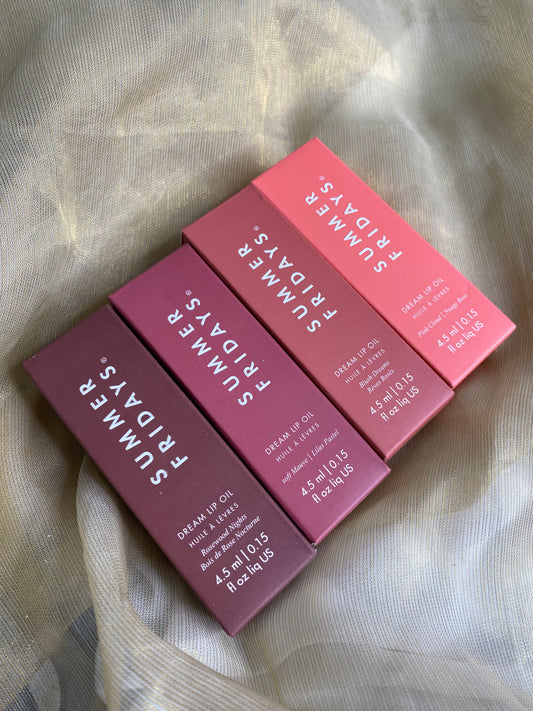 SUMMER
FRIDAYS®
DREAM LIP OIL
HUILE À LÈVRES
Rosewood Nights
Bois de Rose Nocturne
4.5 ml | 0.15
fl oz liq US
SUMMER
FRIDAYS®
DREAM LIP OIL
HUILE À LÈVRES
soft Mauve | Lilas Pastel
4.5 ml | 0.15
fl oz liq US
SUMMER
FRIDAYS®
DREAM LIP OIL
HUILE À LÈVRES
Blush Dreams
Rêves Rosés
4.5 ml | 0.15
fl oz liq US
SUMMER
FRIDAYS®
DREAM LIP OIL
HUILE À LÈVRES
Pink Cloud | Nuage Rose
4.5 ml | 0.15
fl oz liq US